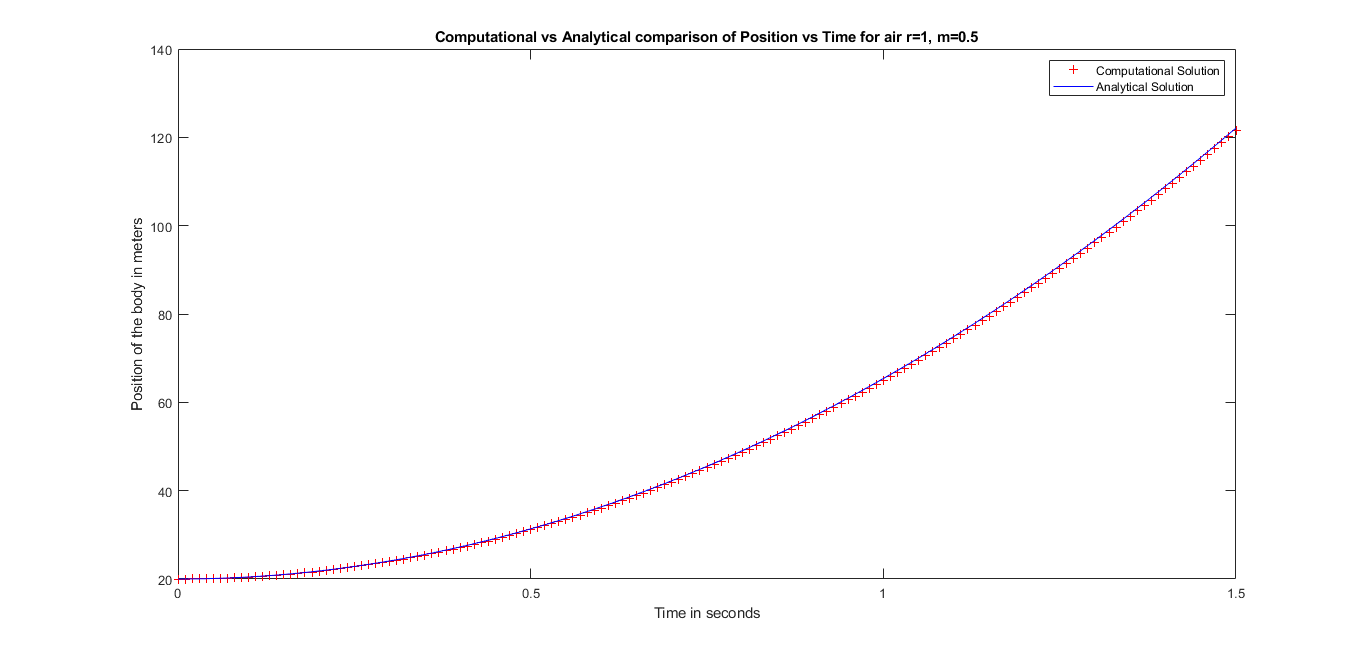 Computational vs Analytical comparison of Position vs Time for air r=1, m=0.5
140
120
100
80
60
40
20
Position of the body in meters
Computational Solution
Analytical Solution
0
0.5
1
1.5
Time in seconds